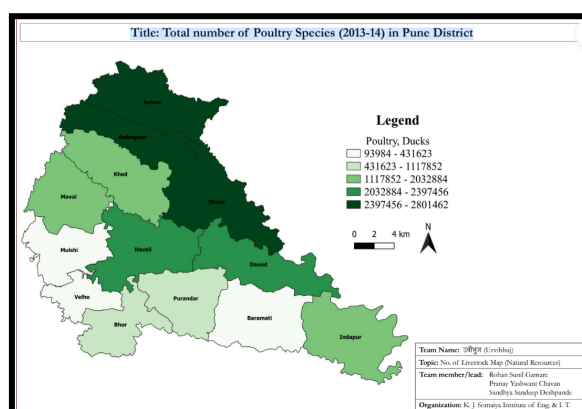 Title: Total number of Poultry Species (2013-14) in Pune District
Junnar
Ambegaon
Khed
Shirur
Maval
Mulshi
Haveli
Daund
Velhe
Purandar
Bhor
Baramati
Indapur
Legend
Poultry, Ducks
93984 - 431623
431623 - 1117852
1117852 - 2032884
2032884 - 2397456
2397456 - 2801462
0 2 4 km
N
Team Name: उर्वीभुज (Urvibhuj)
Topic: No. of Livestock Map (Natural Resources)
Team member/lead: Rohan Sunil Gamare
Pranay Yashwant Chavan
Sandhya Sandeep Deshpande
Organization: K. J. Somaiya Institute of Eng. & I. T.